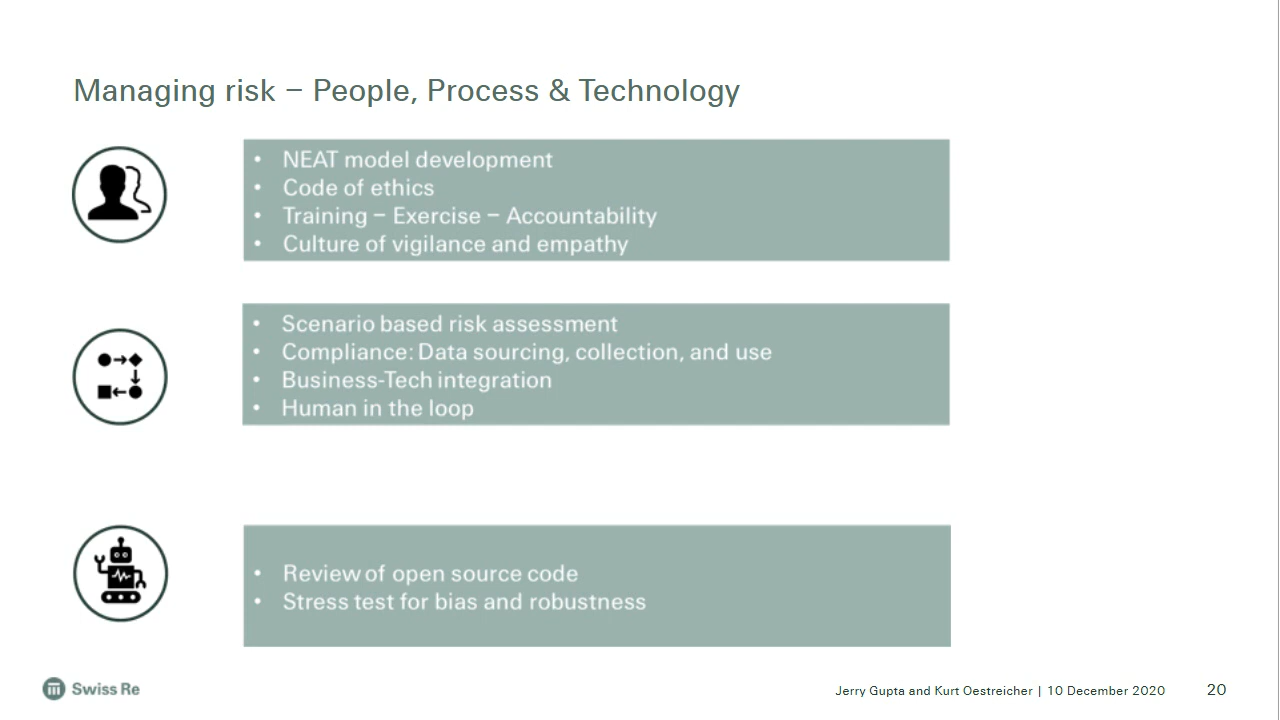 Managing risk – People, Process & Technology
• NEAT model development
• Code of ethics
• Training – Exercise – Accountability
• Culture of vigilance and empathy
• Scenario based risk assessment
• Compliance: Data sourcing, collection, and use
• Business-Tech integration
• Human in the loop
• Review of open source code
• Stress test for bias and robustness
Swiss Re
Jerry Gupta and Kurt Oestreicher | 10 December 2020
20